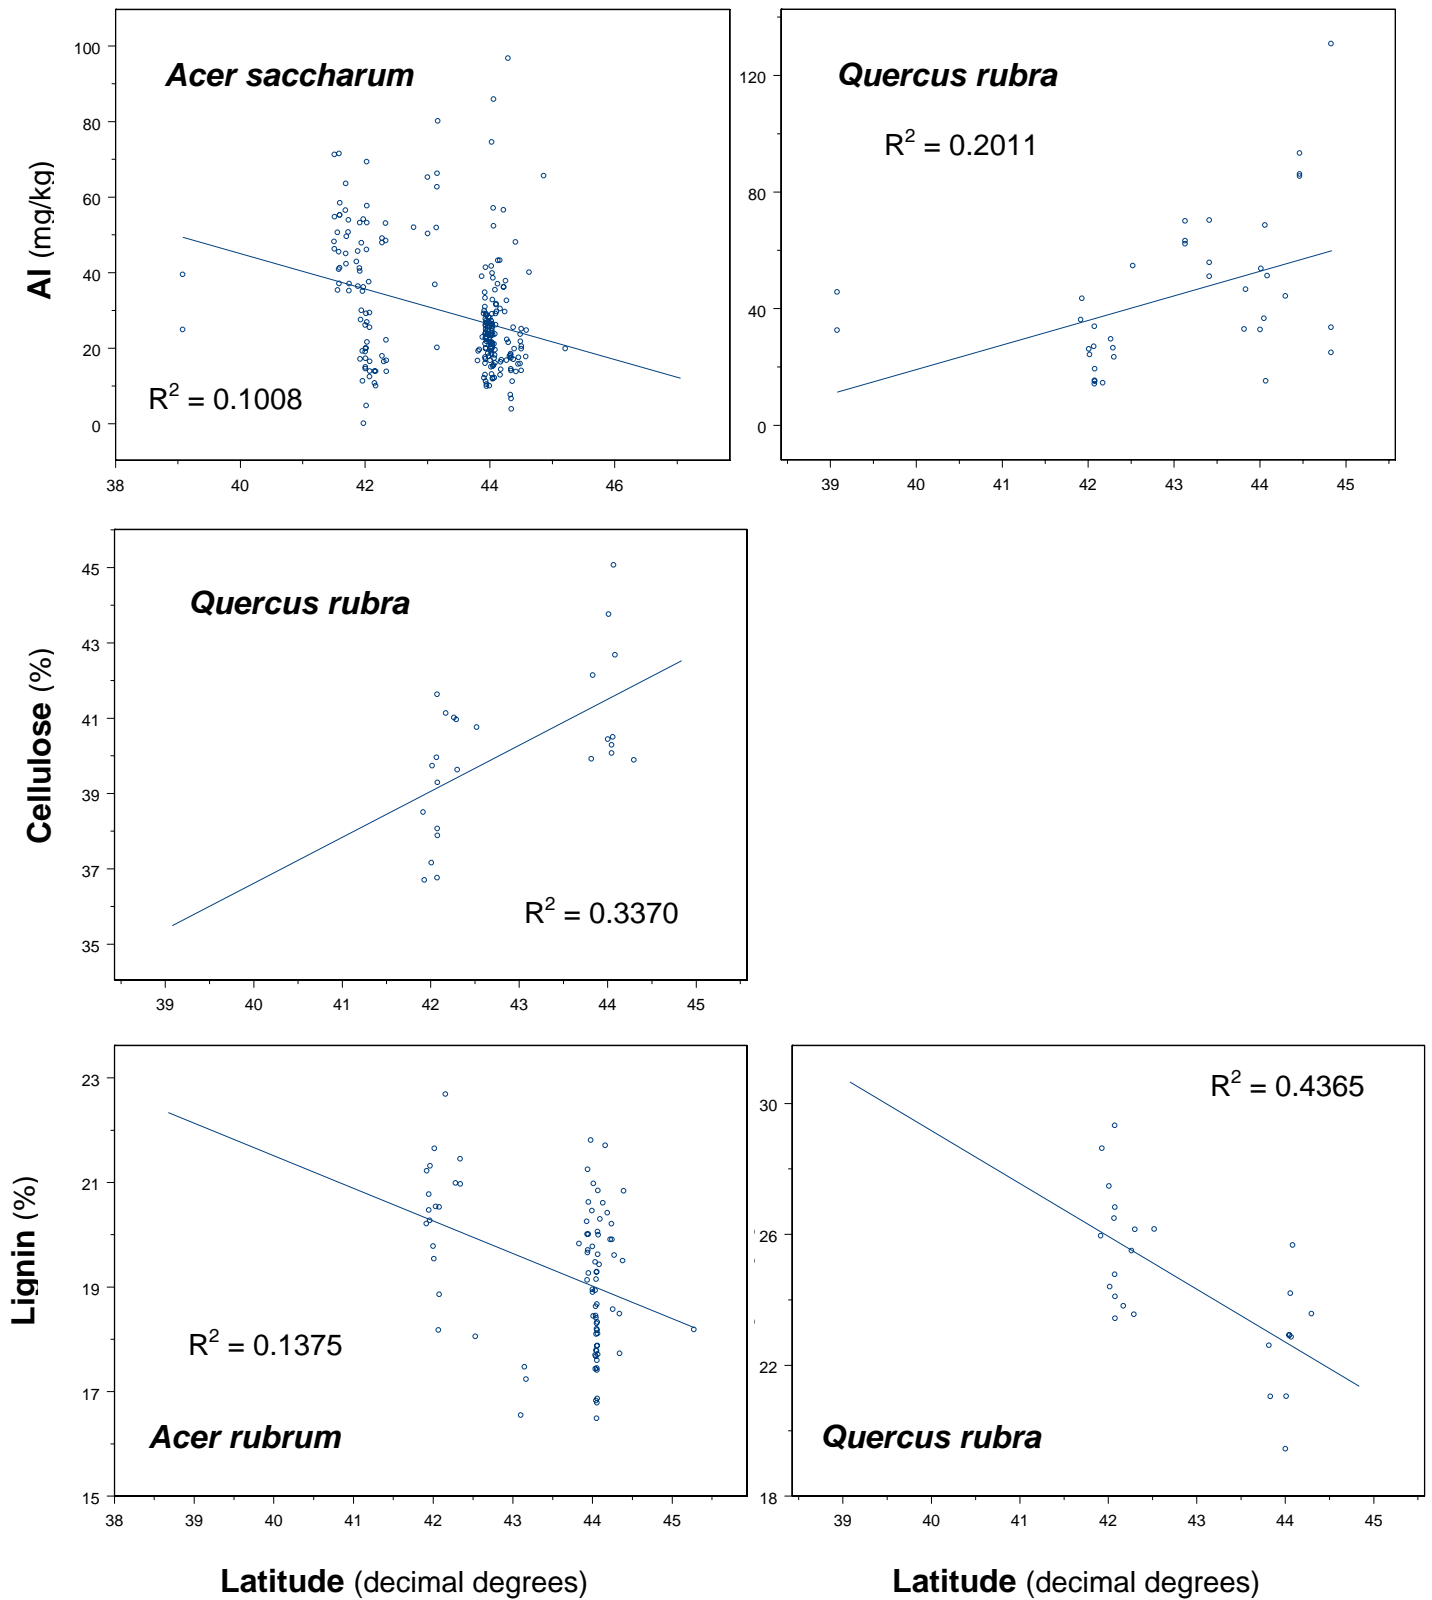 Acer saccharum
R2 = 0.1008
Al (mg/kg)
100
80
60
40
20
0
38 40 42 44 46
Quercus rubra
R2 = 0.2011
120
80
40
0
39 40 41 42 43 44 45
Quercus rubra
R2 = 0.3370
Cellulose (%)
45
43
41
39
37
35
39 40 41 42 43 44 45
R2 = 0.1375
Acer rubrum
Lignin (%)
23
21
19
17
15
38 39 40 41 42 43 44 45
Latitude (decimal degrees)
R2 = 0.4365
Quercus rubra
30
26
22
18
39 40 41 42 43 44 45
Latitude (decimal degrees)